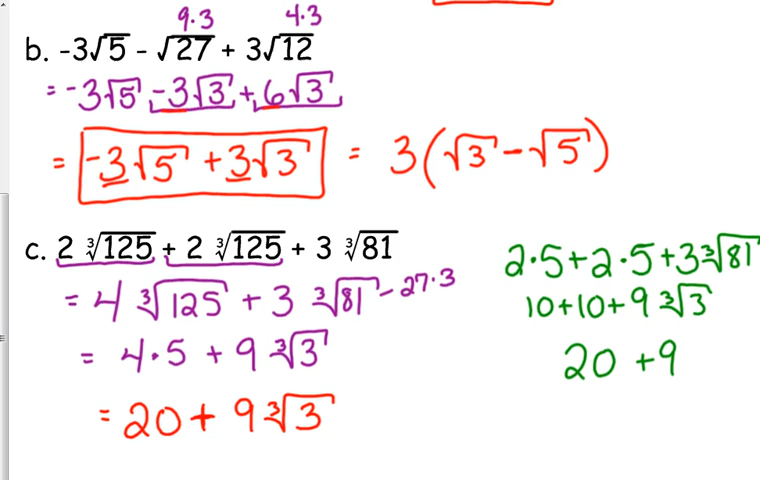 9·3 4·3
b. -3√5 - √27 + 3√12
= -3√5 -3√3 + 6√3
= -3√5 + 3√3 = 3(√3 - √5)
c. 2 ∛125 + 2 ∛125 + 3 ∛81
= 4 ∛125 + 3 ∛81 - 27·3
= 4·5 + 9 ∛3
= 20 + 9∛3
2·5+2·5+3∛81
10+10+9 ∛3
20 +9